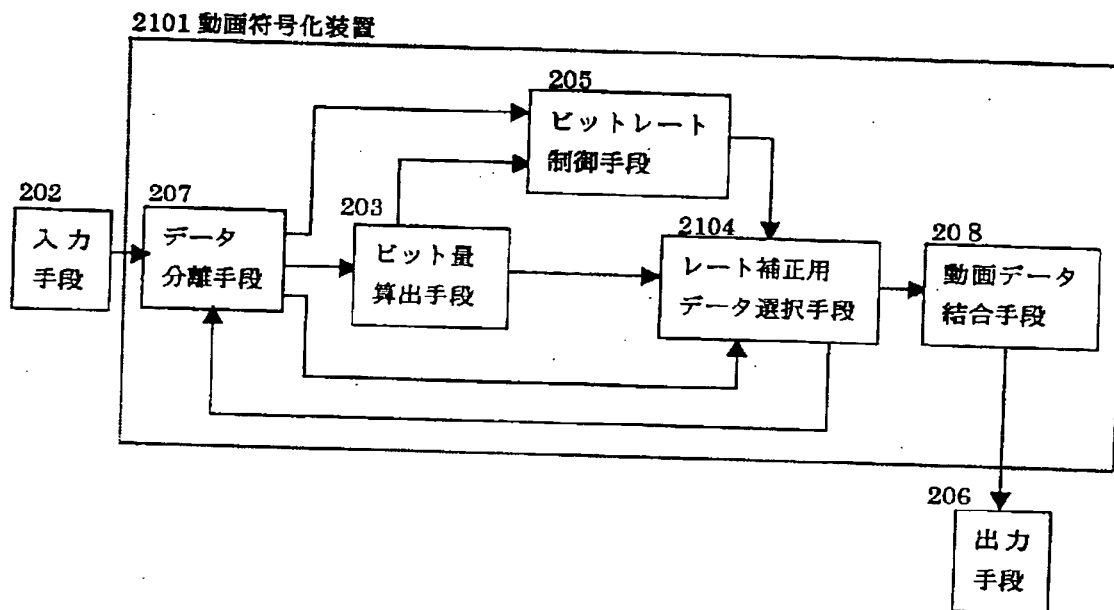 2101 動画符号化装置
205
ビットレート
制御手段
202
入力
手段
207
データ
分離手段
203
ビット量
算出手段
2104
レート補正用
データ選択手段
208
動画データ
結合手段
206
出力
手段